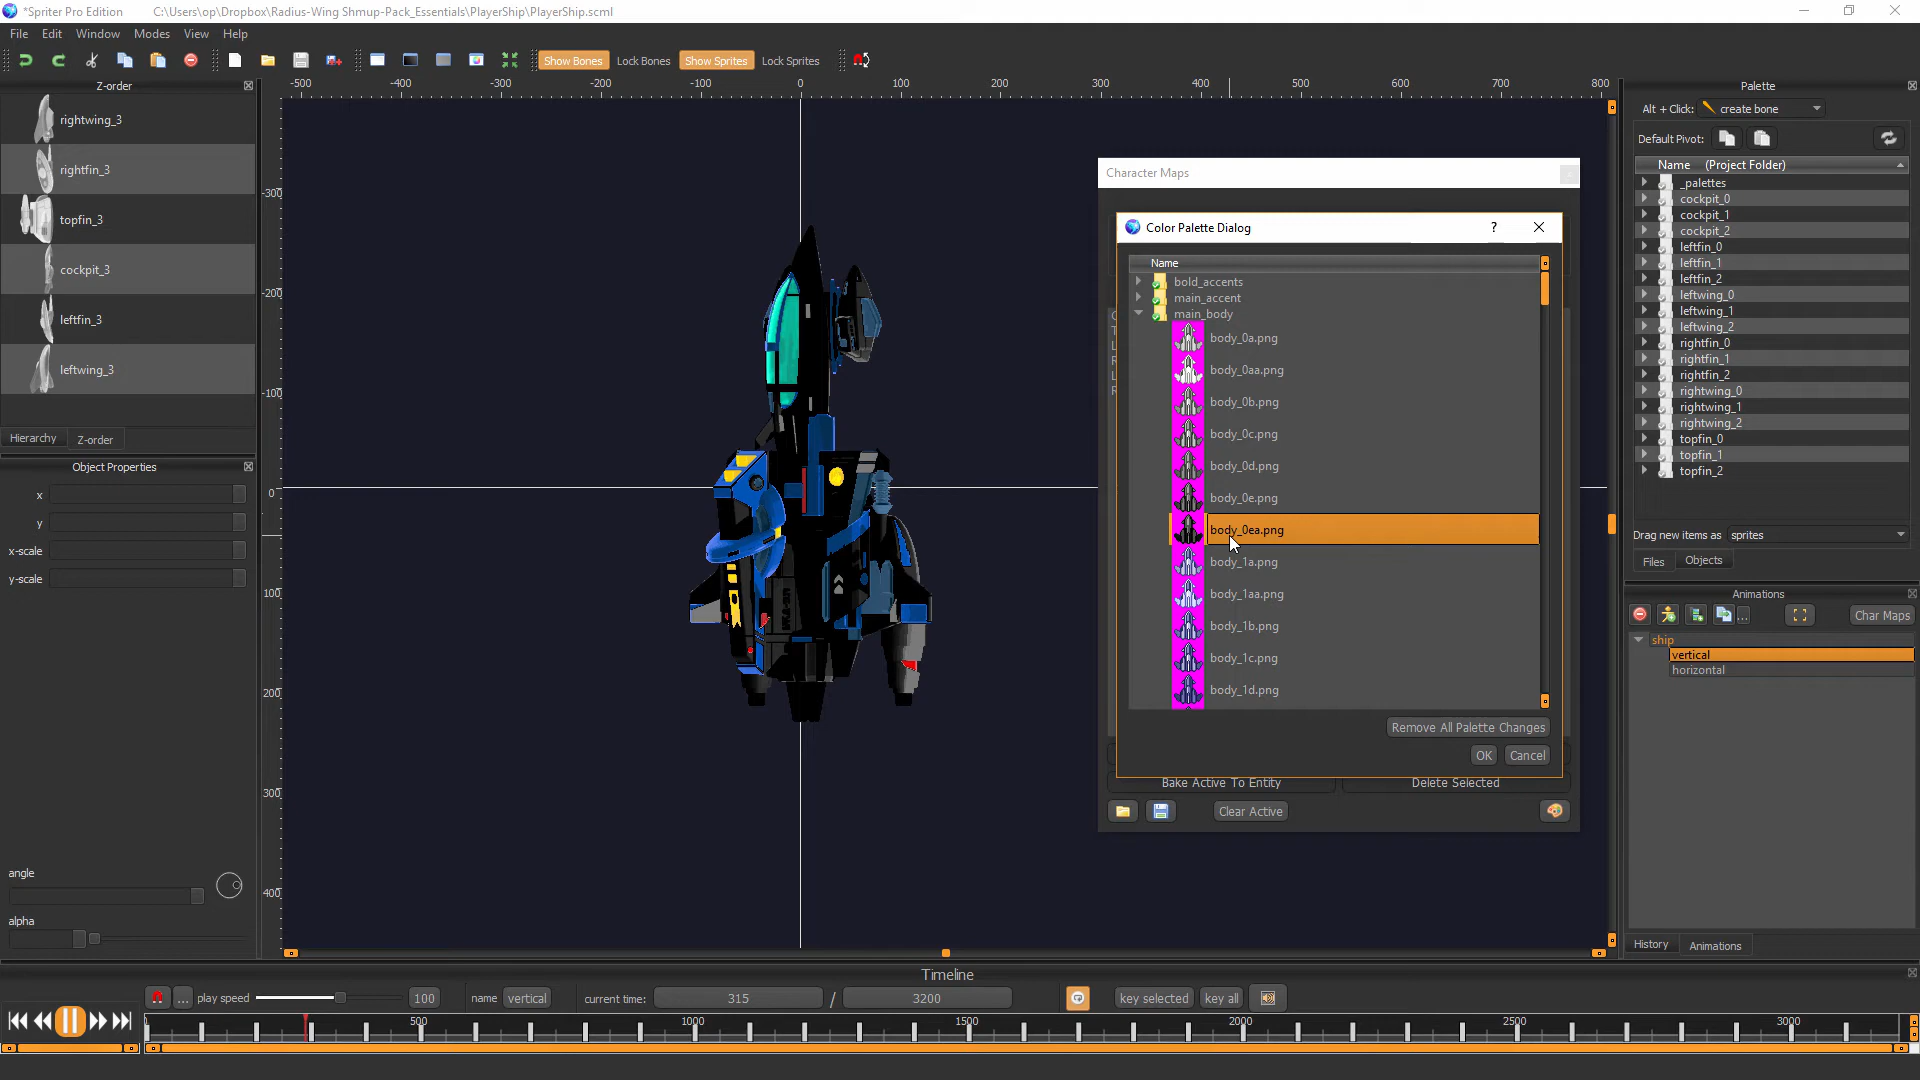 *Spriter Pro Edition C:\Users\op\Dropbox\Radius-Wing Shmup-Pack_Essentials\PlayerShip\PlayerShip.scml
File Edit Window Modes View Help
Show Bones Lock Bones Show Sprites Lock Sprites
Z-order
rightwing_3
rightfin_3
topfin_3
cockpit_3
leftfin_3
leftwing_3
Hierarchy Z-order
Object Properties
x
y
x-scale
y-scale
angle
alpha
-500 -300 -200 -100 0 100 200 300 400 500 600 700 800
-300
-200
-100
0
100
200
300
400
Character Maps
Color Palette Dialog ?
Name
bold_accents
main_accent
main_body
body_0a.png
body_0aa.png
body_0b.png
body_0c.png
body_0d.png
body_0e.png
body_0ea.png
body_1a.png
body_1aa.png
body_1b.png
body_1c.png
body_1d.png
Remove All Palette Changes
OK Cancel
Bake Active To Entity Delete Selected
Clear Active
Palette
Alt + Click: create bone
Default Pivot:
Name (Project Folder)
_palettes
cockpit_0
cockpit_1
cockpit_2
leftfin_0
leftfin_1
leftfin_2
leftwing_0
leftwing_1
leftwing_2
rightfin_0
rightfin_1
rightfin_2
rightwing_0
rightwing_1
rightwing_2
topfin_0
topfin_1
topfin_2
Drag new items as sprites
Files Objects
Animations
... Char Maps
ship
vertical
horizontal
History Animations
Timeline
... play speed 100 name vertical current time: 315 / 3200 key selected key all
500 1000 1500 2000 2500 3000